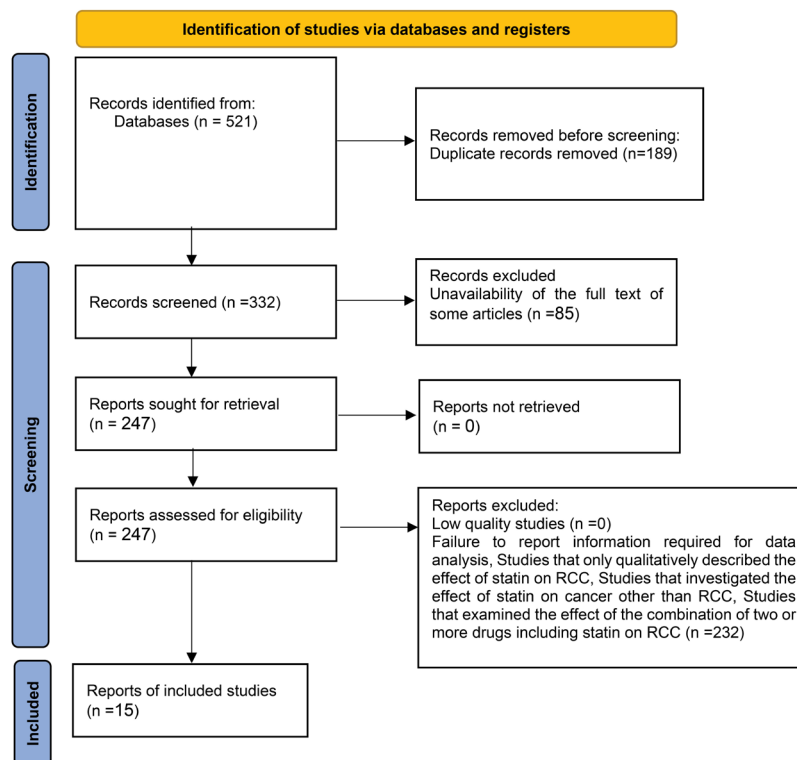 Identification of studies via databases and registers
Identification
Records identified from:
Databases (n = 521)
Records removed before screening:
Duplicate records removed (n=189)
Screening
Records screened (n =332)
Records excluded
Unavailability of the full text of
some articles (n =85)
Reports sought for retrieval
(n = 247)
Reports not retrieved
(n = 0)
Reports assessed for eligibility
(n = 247)
Reports excluded:
Low quality studies (n =0)
Failure to report information required for data
analysis, Studies that only qualitatively described the
effect of statin on RCC, Studies that investigated the
effect of statin on cancer other than RCC, Studies
that examined the effect of the combination of two or
more drugs including statin on RCC (n =232)
Included
Reports of included studies
(n =15)